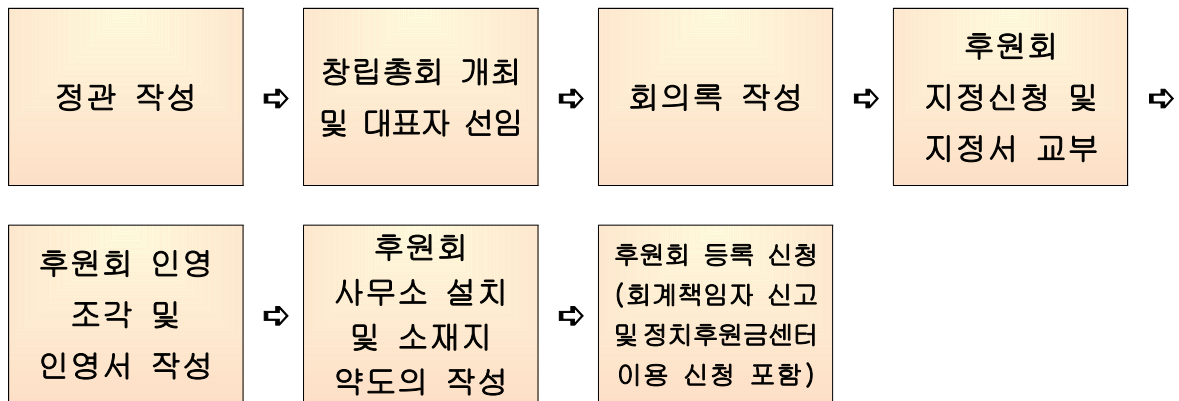 정관 작성
창립총회 개최
및 대표자 선임
회의록 작성
후원회
지정신청 및
지정서 교부
후원회 인영
조각 및
인영서 작성
후원회
사무소 설치
및 소재지
약도의 작성
후원회 등록 신청
(회계책임자 신고
및 정치후원금센터
이용 신청 포함)